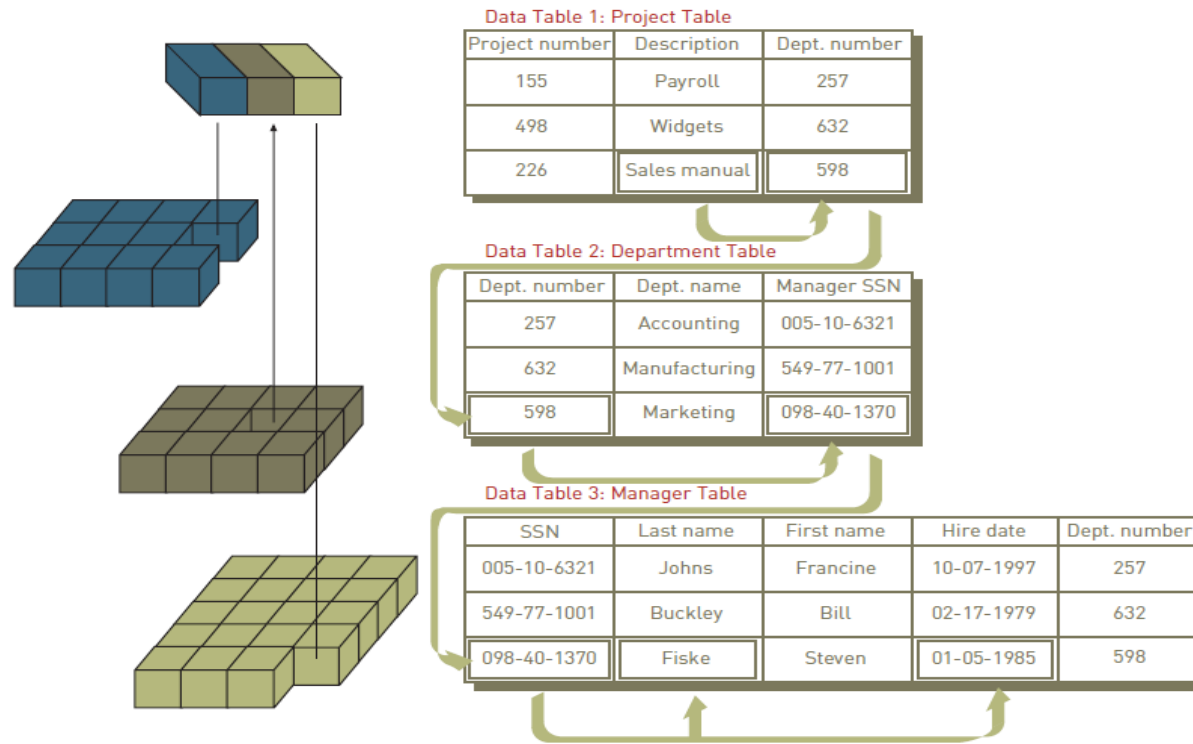 Data Table 1: Project Table
Project number Description Dept. number
155 Payroll 257
498 Widgets 632
226 Sales manual 598
Data Table 2: Department Table
Dept. number Dept. name Manager SSN
257 Accounting 005-10-6321
632 Manufacturing 549-77-1001
598 Marketing 098-40-1370
Data Table 3: Manager Table
SSN Last name First name Hire date Dept. number
005-10-6321 Johns Francine 10-07-1997 257
549-77-1001 Buckley Bill 02-17-1979 632
098-40-1370 Fiske Steven 01-05-1985 598